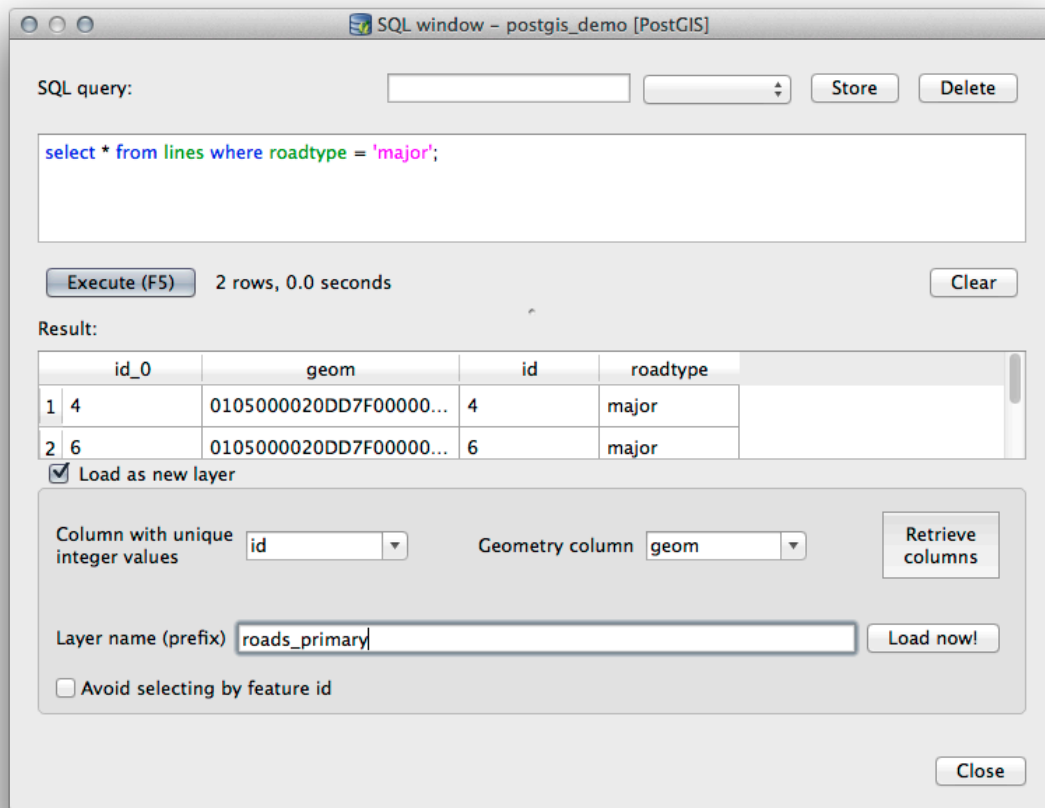 SQL window – postgis_demo [PostGIS]
SQL query:
Store
Delete
select * from lines where roadtype = 'major';
Execute (F5)
2 rows, 0.0 seconds
Clear
Result:
id_0 geom id roadtype
1 4 0105000020DD7F00000... 4 major
2 6 0105000020DD7F00000... 6 major
Load as new layer
Column with unique
integer values
id
Geometry column
geom
Retrieve
columns
Layer name (prefix)
roads_primary
Load now!
Avoid selecting by feature id
Close